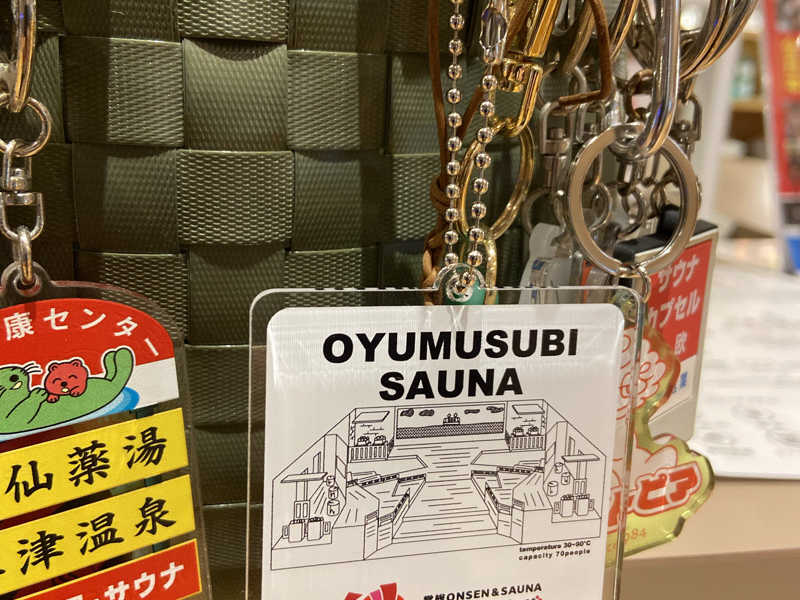 康センター
仙薬湯
津温泉
サウナ
OYUMUSUBI
SAUNA
temperature 30-90℃
capacity 70people
ONSEN & SAUNA
サウナ
カプセル
トピア